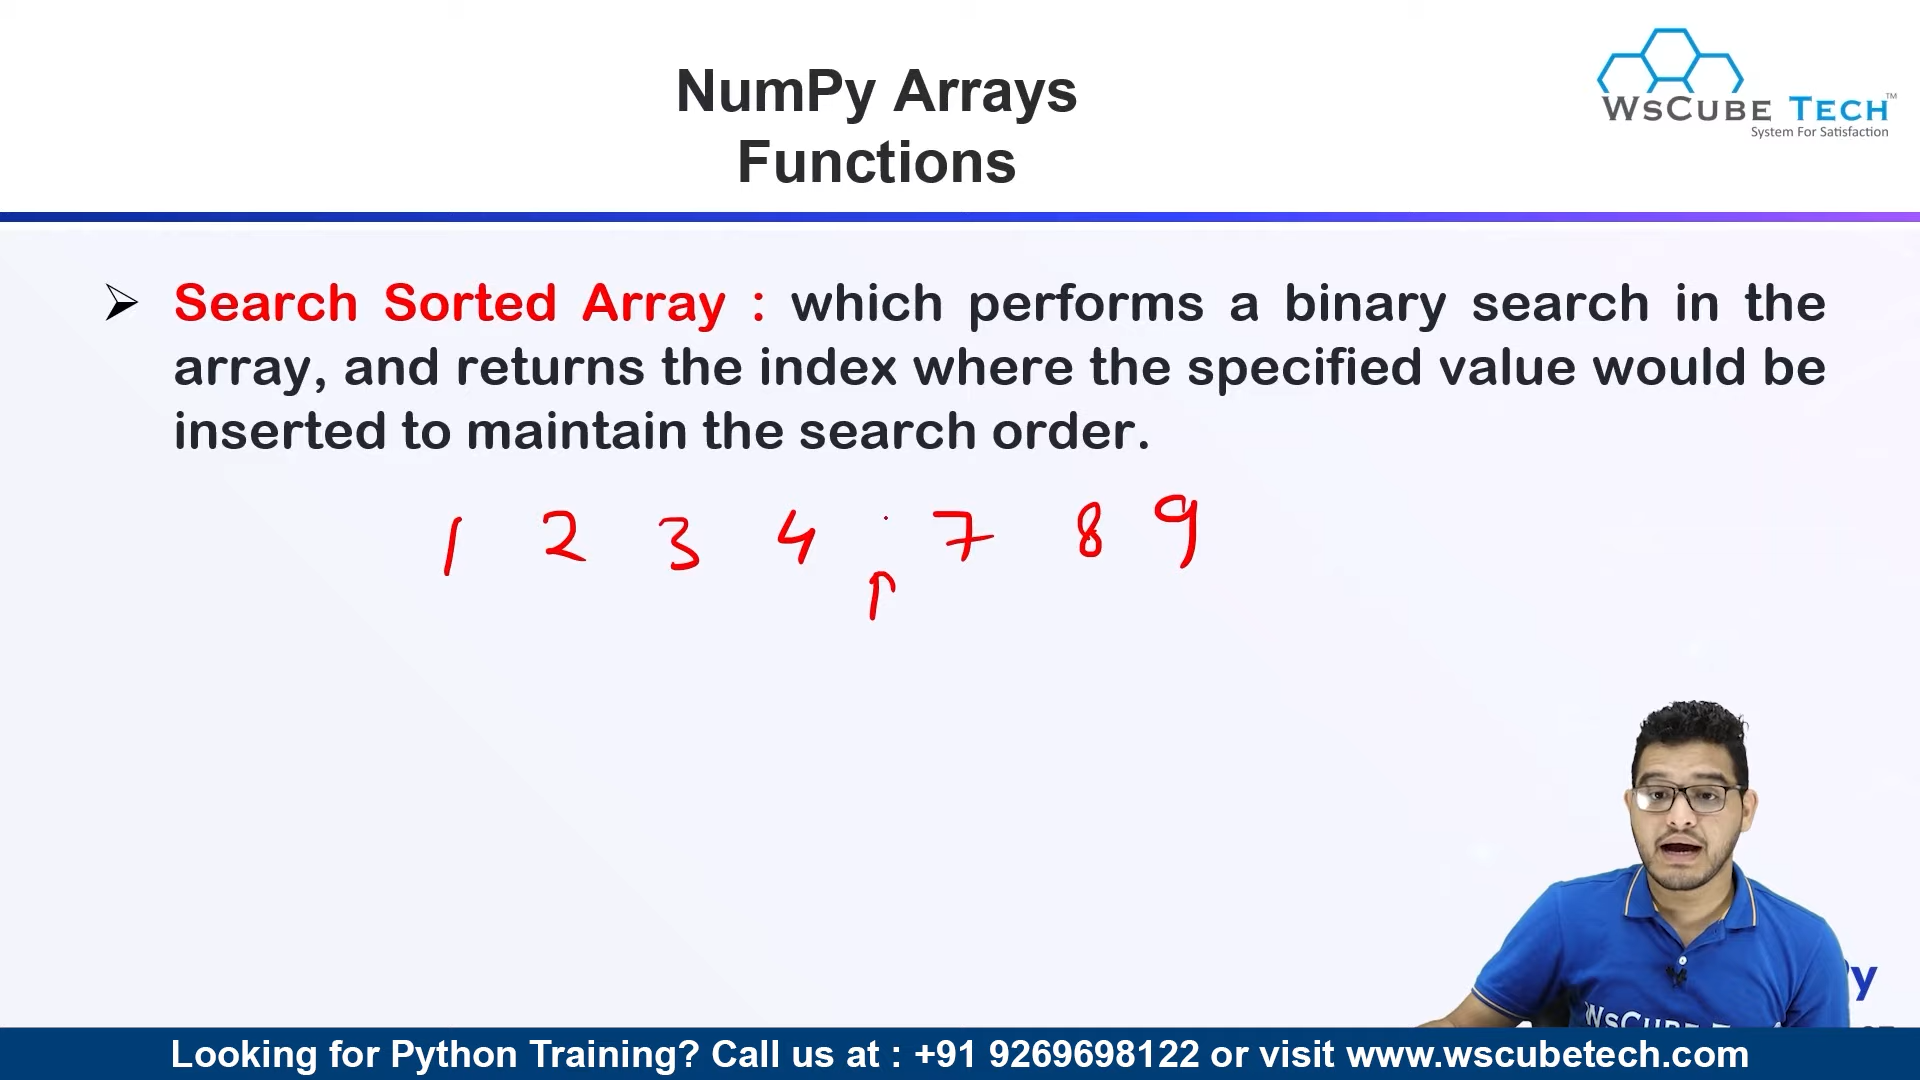 NumPy Arrays
Functions
WsCube Tech™
System For Satisfaction
➢ Search Sorted Array : which performs a binary search in the
array, and returns the index where the specified value would be
inserted to maintain the search order.
1 2 3 4 7 8 9
y
WsCube T
Looking for Python Training? Call us at : +91 9269698122 or visit www.wscubetech.com